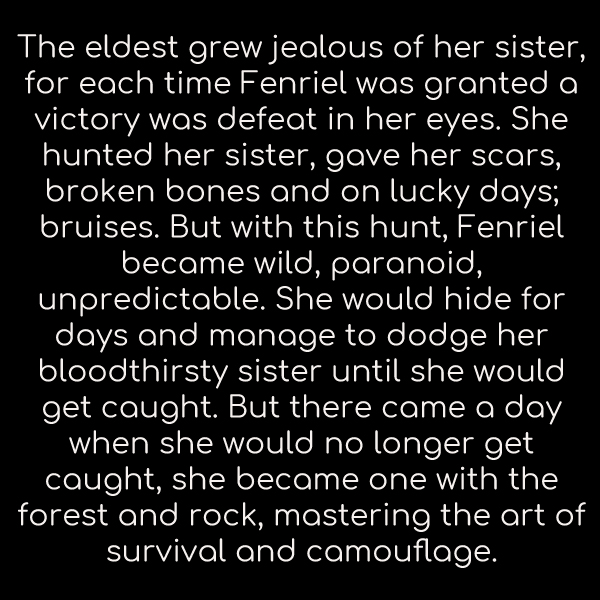 The eldest grew jealous of her sister,
for each time Fenriel was granted a
victory was defeat in her eyes. She
hunted her sister, gave her scars,
broken bones and on lucky days;
bruises. But with this hunt, Fenriel
became wild, paranoid,
unpredictable. She would hide for
days and manage to dodge her
bloodthirsty sister until she would
get caught. But there came a day
when she would no longer get
caught, she became one with the
forest and rock, mastering the art of
survival and camouflage.